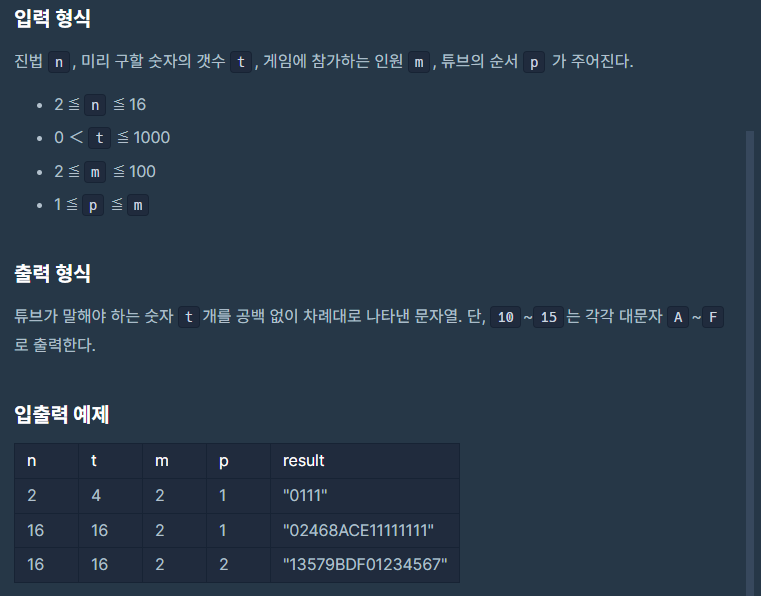 입력 형식
진법 n , 미리 구할 숫자의 갯수 t , 게임에 참가하는 인원 m , 튜브의 순서 p 가 주어진다.
• 2 ≦ n ≦ 16
• 0 < t ≦ 1000
• 2 ≦ m ≦ 100
• 1 ≦ p ≦ m
출력 형식
튜브가 말해야 하는 숫자 t 개를 공백 없이 차례대로 나타낸 문자열. 단, 10 ~ 15 는 각각 대문자 A ~ F
로 출력한다.
입출력 예제
n t m p result
2 4 2 1 "0111"
16 16 2 1 "02468ACE11111111"
16 16 2 2 "13579BDF01234567"